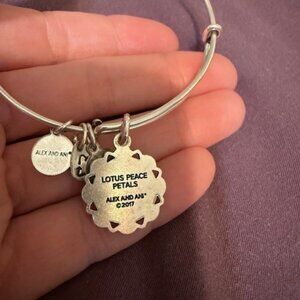 ALEX AND ANI®
LOTUS PEACE
PETALS
ALEX AND ANI®
©2017